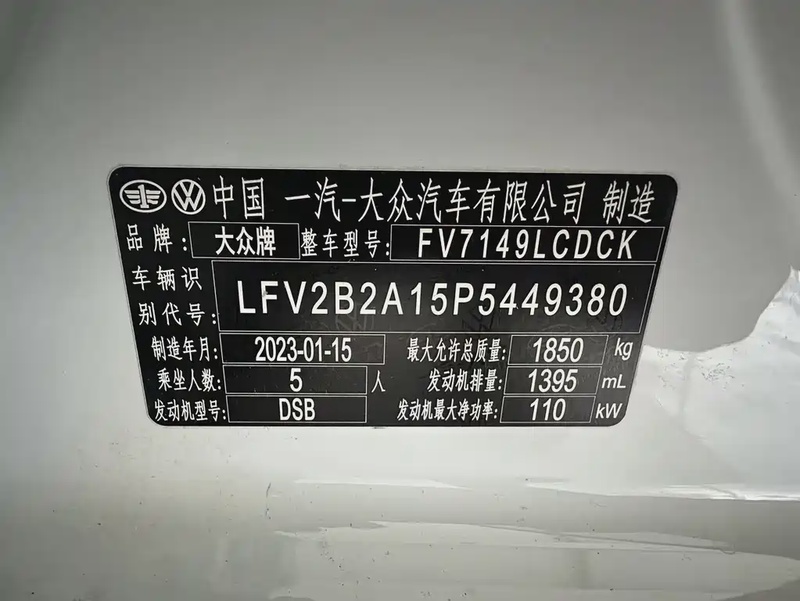 中国 一汽-大众汽车有限公司 制造
品牌: 大众牌 整车型号: FV7149LCDCK
车辆识
别代号: LFV2B2A15P5449380
制造年月: 2023-01-15 最大允许总质量: 1850 kg
乘坐人数: 5 人 发动机排量: 1395 mL
发动机型号: DSB 发动机最大净功率: 110 kW